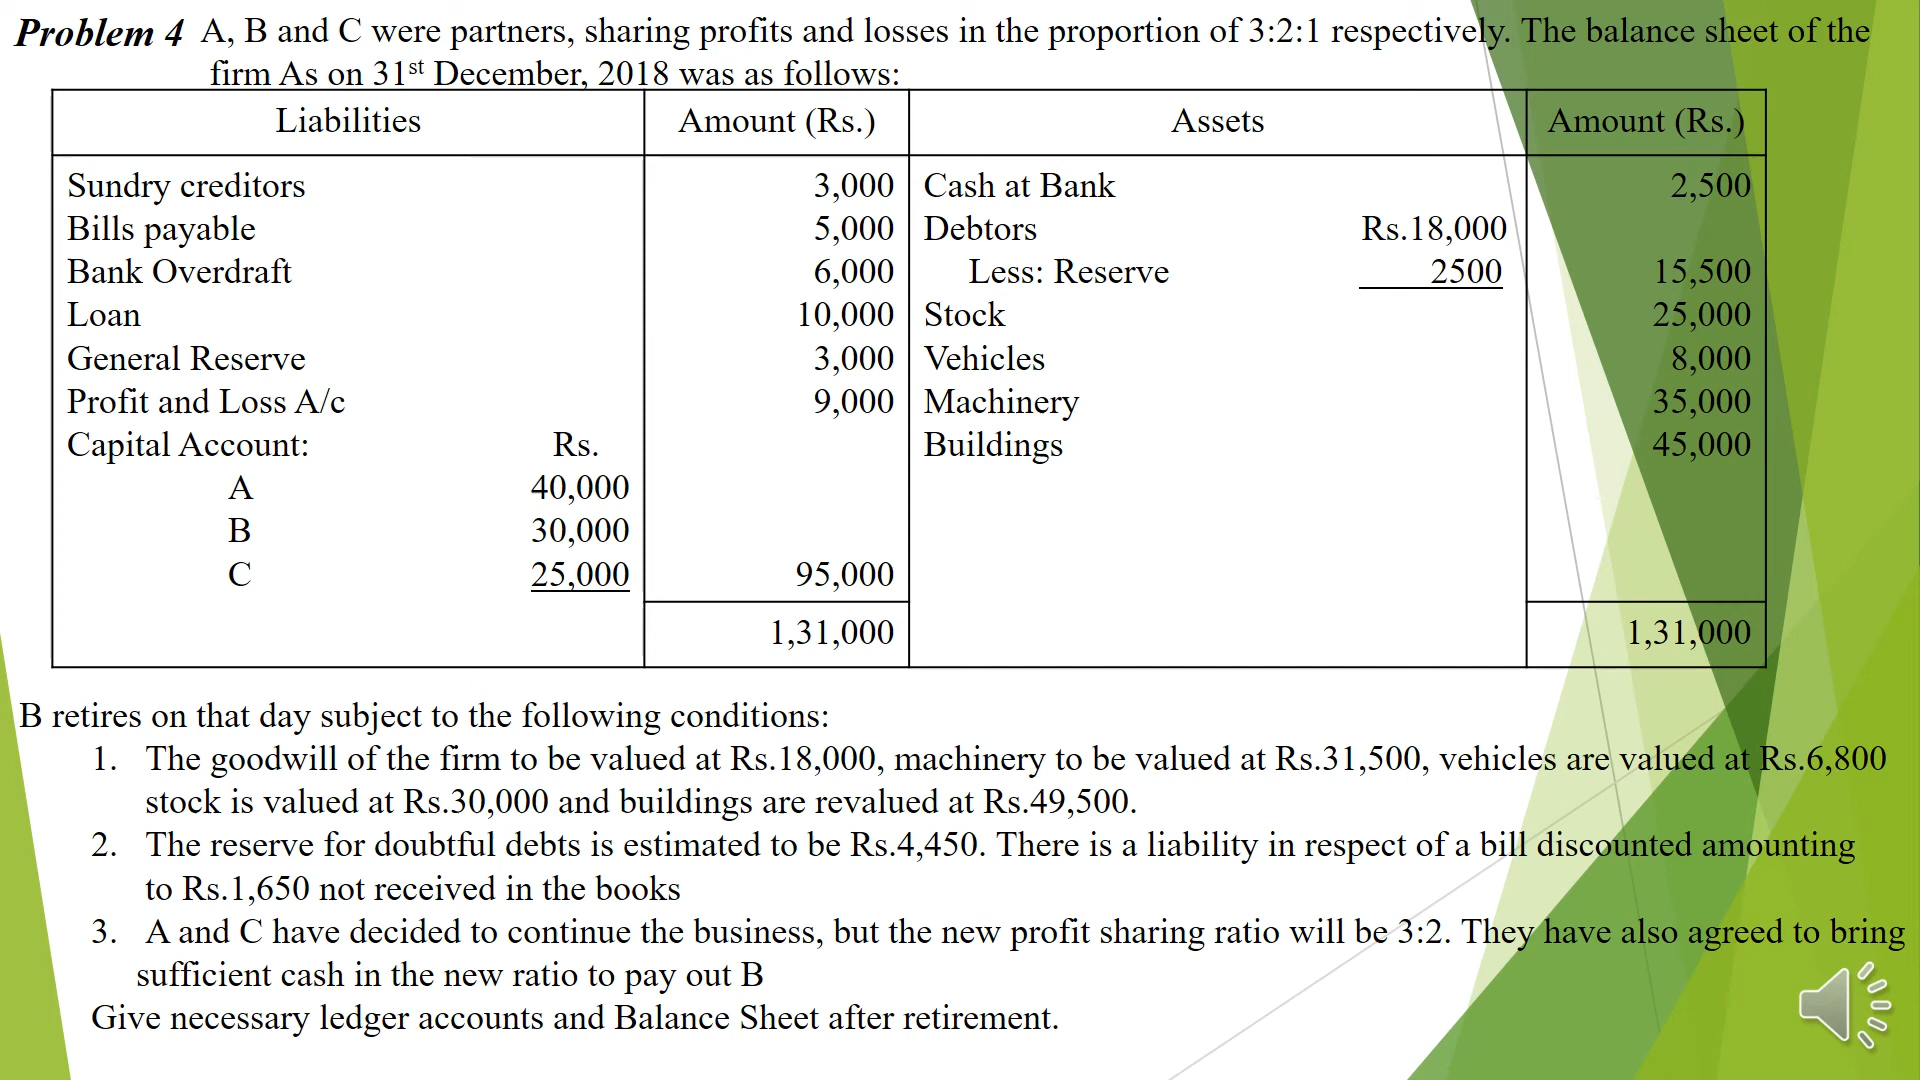 Problem 4 A, B and C were partners, sharing profits and losses in the proportion of 3:2:1 respectively. The balance sheet of the
firm As on 31st December, 2018 was as follows:
Liabilities Amount (Rs.) Assets Amount (Rs.)
Sundry creditors 3,000 Cash at Bank 2,500
Bills payable 5,000 Debtors Rs.18,000
Bank Overdraft 6,000 Less: Reserve 2500 15,500
Loan 10,000 Stock 25,000
General Reserve 3,000 Vehicles 8,000
Profit and Loss A/c 9,000 Machinery 35,000
Capital Account: Rs. Buildings 45,000
A 40,000
B 30,000
C 25,000 95,000
1,31,000 1,31,000
B retires on that day subject to the following conditions:
1. The goodwill of the firm to be valued at Rs.18,000, machinery to be valued at Rs.31,500, vehicles are valued at Rs.6,800
stock is valued at Rs.30,000 and buildings are revalued at Rs.49,500.
2. The reserve for doubtful debts is estimated to be Rs.4,450. There is a liability in respect of a bill discounted amounting
to Rs.1,650 not received in the books
3. A and C have decided to continue the business, but the new profit sharing ratio will be 3:2. They have also agreed to bring
sufficient cash in the new ratio to pay out B
Give necessary ledger accounts and Balance Sheet after retirement.